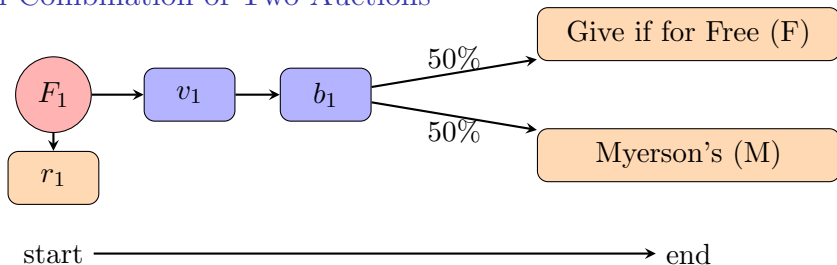 Combination of Two Auctions
Give if for Free (F)
50%
F1 v1 b1
50%
Myerson's (M)
r1
start end